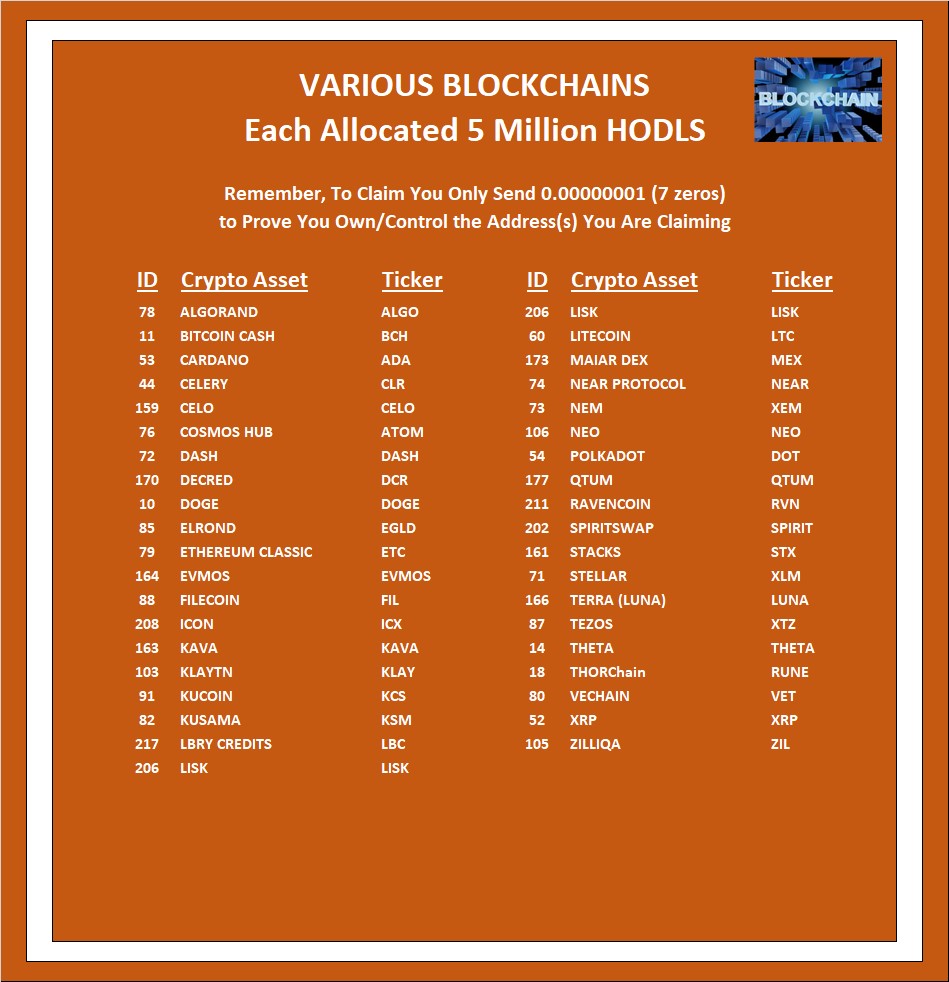 VARIOUS BLOCKCHAINS
Each Allocated 5 Million HODLS
BLOCKCHAIN
Remember, To Claim You Only Send 0.00000001 (7 zeros)
to Prove You Own/Control the Address(s) You Are Claiming
ID Crypto Asset Ticker ID Crypto Asset Ticker
78 ALGORAND ALGO 206 LISK LISK
11 BITCOIN CASH BCH 60 LITECOIN LTC
53 CARDANO ADA 173 MAIAR DEX MEX
44 CELERY CLR 74 NEAR PROTOCOL NEAR
159 CELO CELO 73 NEM XEM
76 COSMOS HUB ATOM 106 NEO NEO
72 DASH DASH 54 POLKADOT DOT
170 DECRED DCR 177 QTUM QTUM
10 DOGE DOGE 211 RAVENCOIN RVN
85 ELROND EGLD 202 SPIRITSWAP SPIRIT
79 ETHEREUM CLASSIC ETC 161 STACKS STX
164 EVMOS EVMOS 71 STELLAR XLM
88 FILECOIN FIL 166 TERRA (LUNA) LUNA
208 ICON ICX 87 TEZOS XTZ
163 KAVA KAVA 14 THETA THETA
103 KLAYTN KLAY 18 THORChain RUNE
91 KUCOIN KCS 80 VECHAIN VET
82 KUSAMA KSM 52 XRP XRP
217 LBRY CREDITS LBC 105 ZILLIQA ZIL
206 LISK LISK